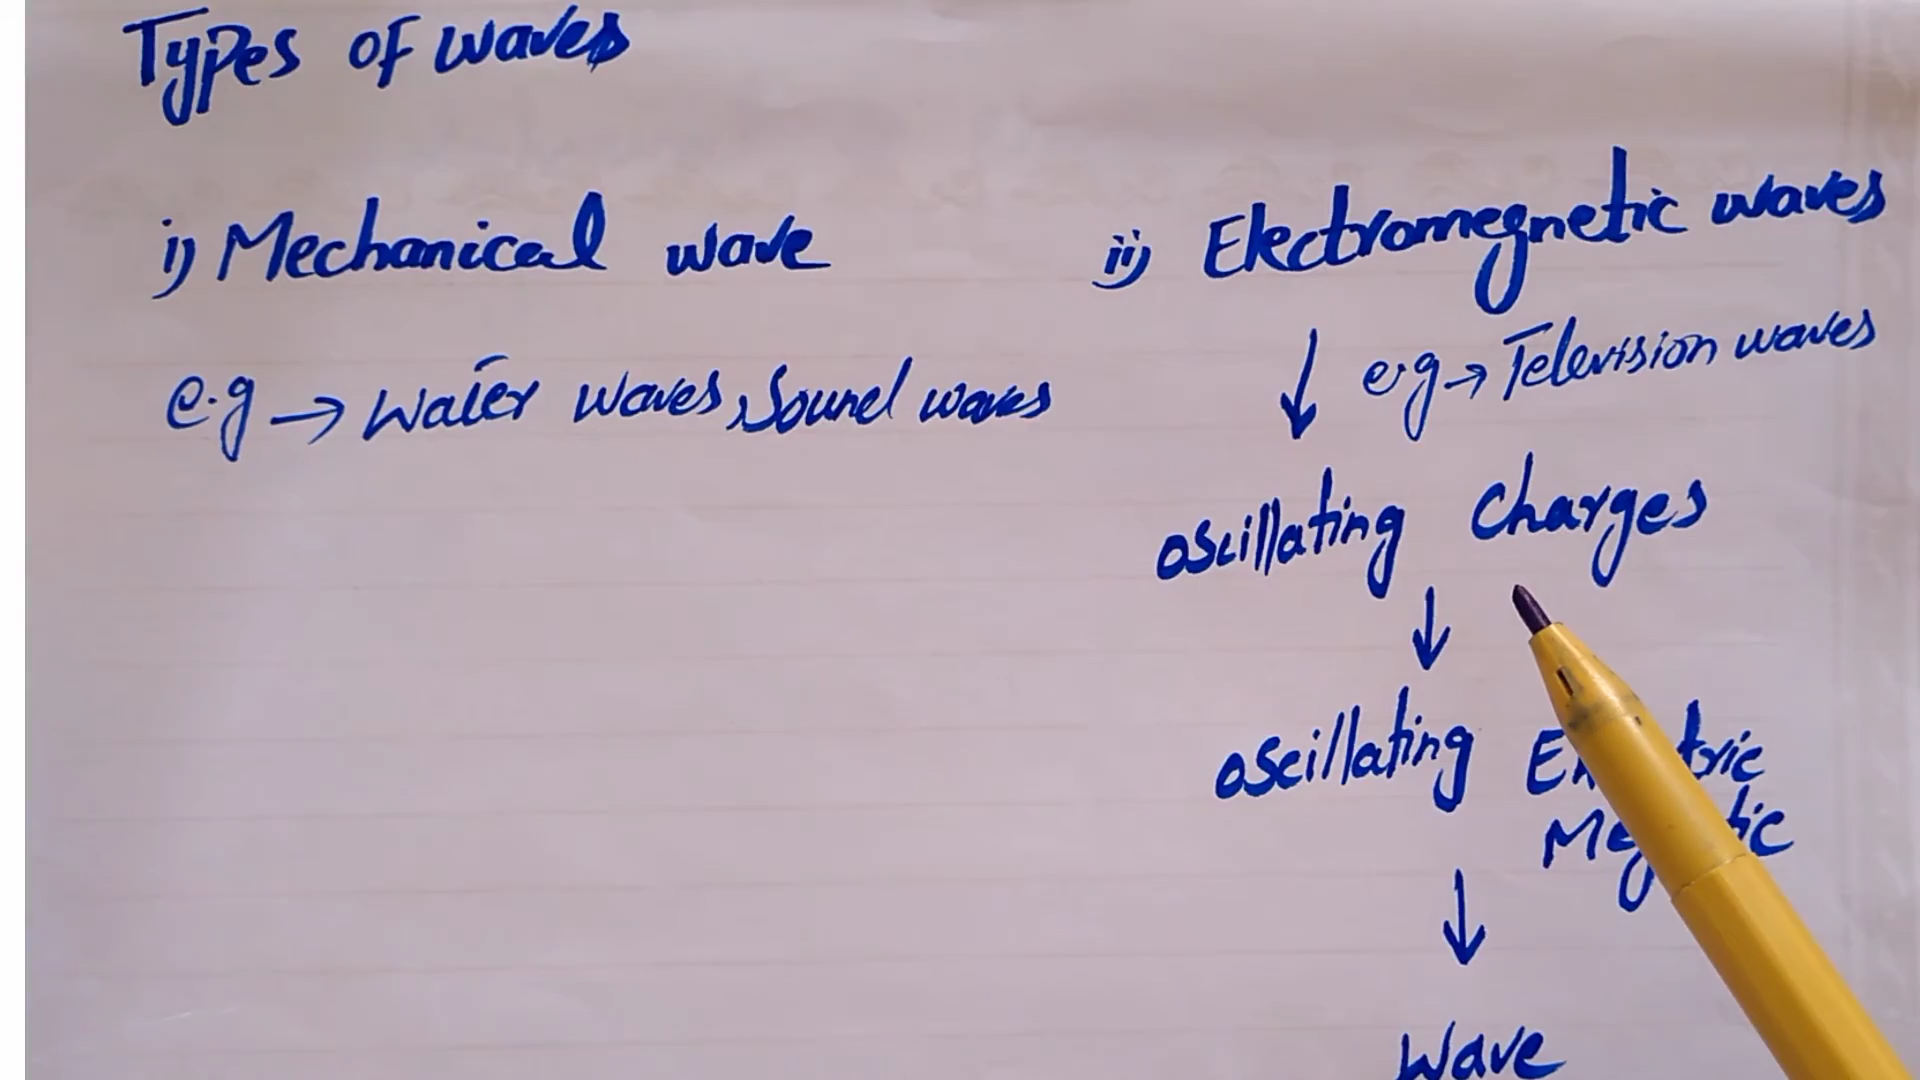 Types of waves
i) Mechanical wave
e.g → Water waves, Sound waves
ii) Electromegnetic waves
↓ e.g → Television waves
oscillating Charges
↓
oscillating
↓
Wave